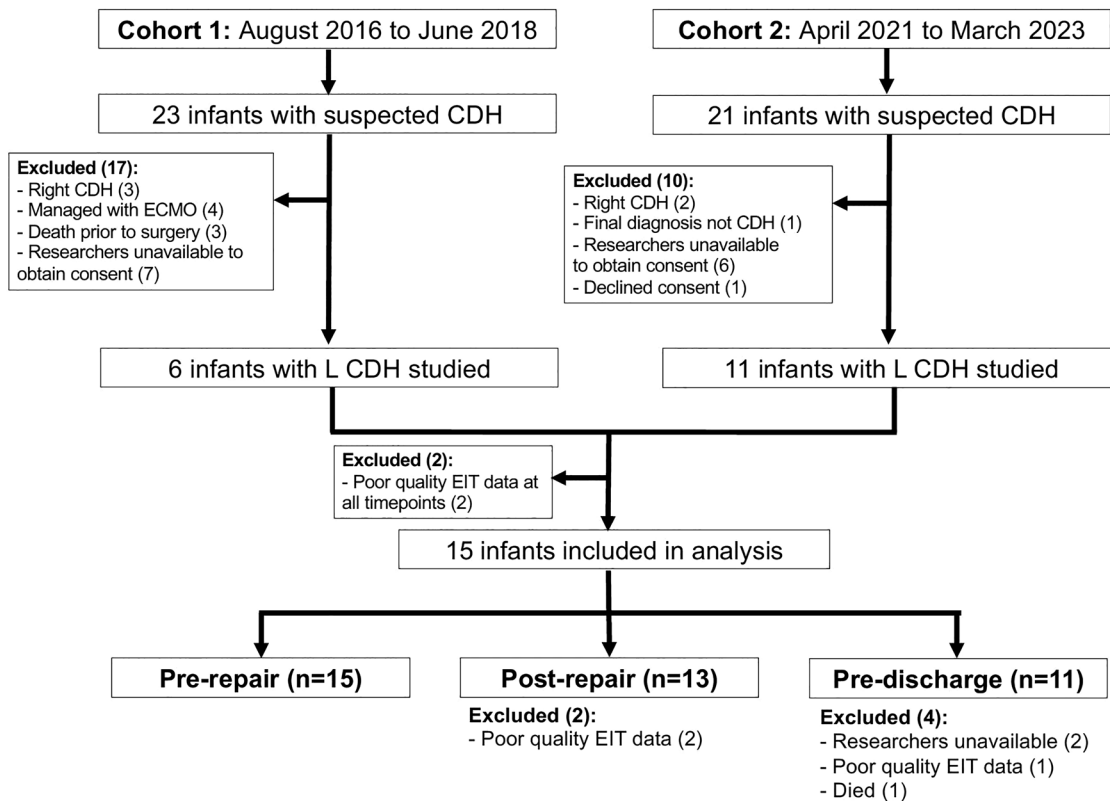 Cohort 1: August 2016 to June 2018
23 infants with suspected CDH
Excluded (17):
- Right CDH (3)
- Managed with ECMO (4)
- Death prior to surgery (3)
- Researchers unavailable to
obtain consent (7)
6 infants with L CDH studied
Cohort 2: April 2021 to March 2023
21 infants with suspected CDH
Excluded (10):
- Right CDH (2)
- Final diagnosis not CDH (1)
- Researchers unavailable
to obtain consent (6)
- Declined consent (1)
11 infants with L CDH studied
Excluded (2):
- Poor quality EIT data at
all timepoints (2)
15 infants included in analysis
Pre-repair (n=15)
Post-repair (n=13)
Excluded (2):
- Poor quality EIT data (2)
Pre-discharge (n=11)
Excluded (4):
- Researchers unavailable (2)
- Poor quality EIT data (1)
- Died (1)